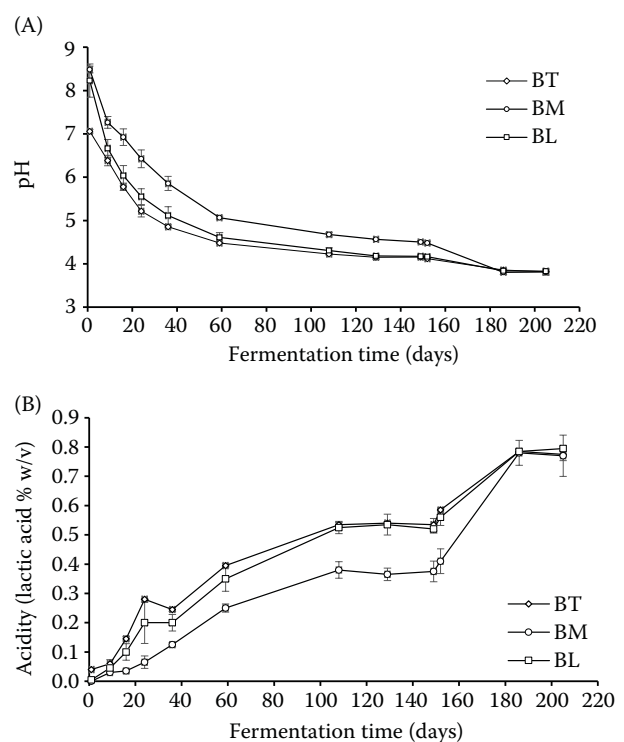 (A)
9
8
7
6
5
4
3
pH
BT
BM
BL
0 20 40 60 80 100 120 140 160 180 200 220
Fermentation time (days)
(B)
0.9
0.8
0.7
0.6
0.5
0.4
0.3
0.2
0.1
0.0
Acidity (lactic acid % w/v)
BT
BM
BL
0 20 40 60 80 100 120 140 160 180 200 220
Fermentation time (days)